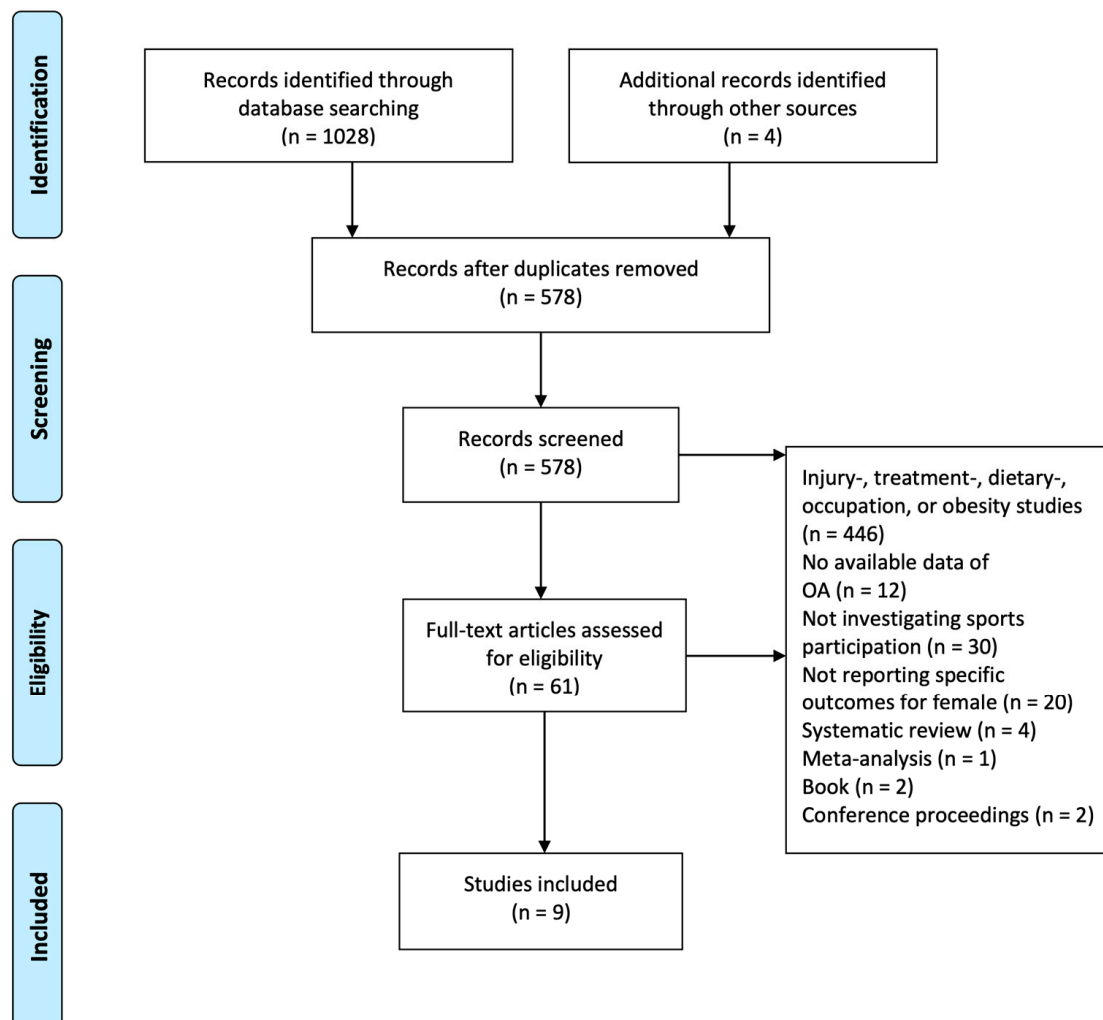 Identification
Records identified through
database searching
(n = 1028)
Additional records identified
through other sources
(n = 4)
Records after duplicates removed
(n = 578)
Screening
Records screened
(n = 578)
Injury-, treatment-, dietary-,
occupation, or obesity studies
(n = 446)
No available data of
OA (n = 12)
Not investigating sports
participation (n = 30)
Not reporting specific
outcomes for female (n = 20)
Systematic review (n = 4)
Meta-analysis (n = 1)
Book (n = 2)
Conference proceedings (n = 2)
Eligibility
Full-text articles assessed
for eligibility
(n = 61)
Included
Studies included
(n = 9)